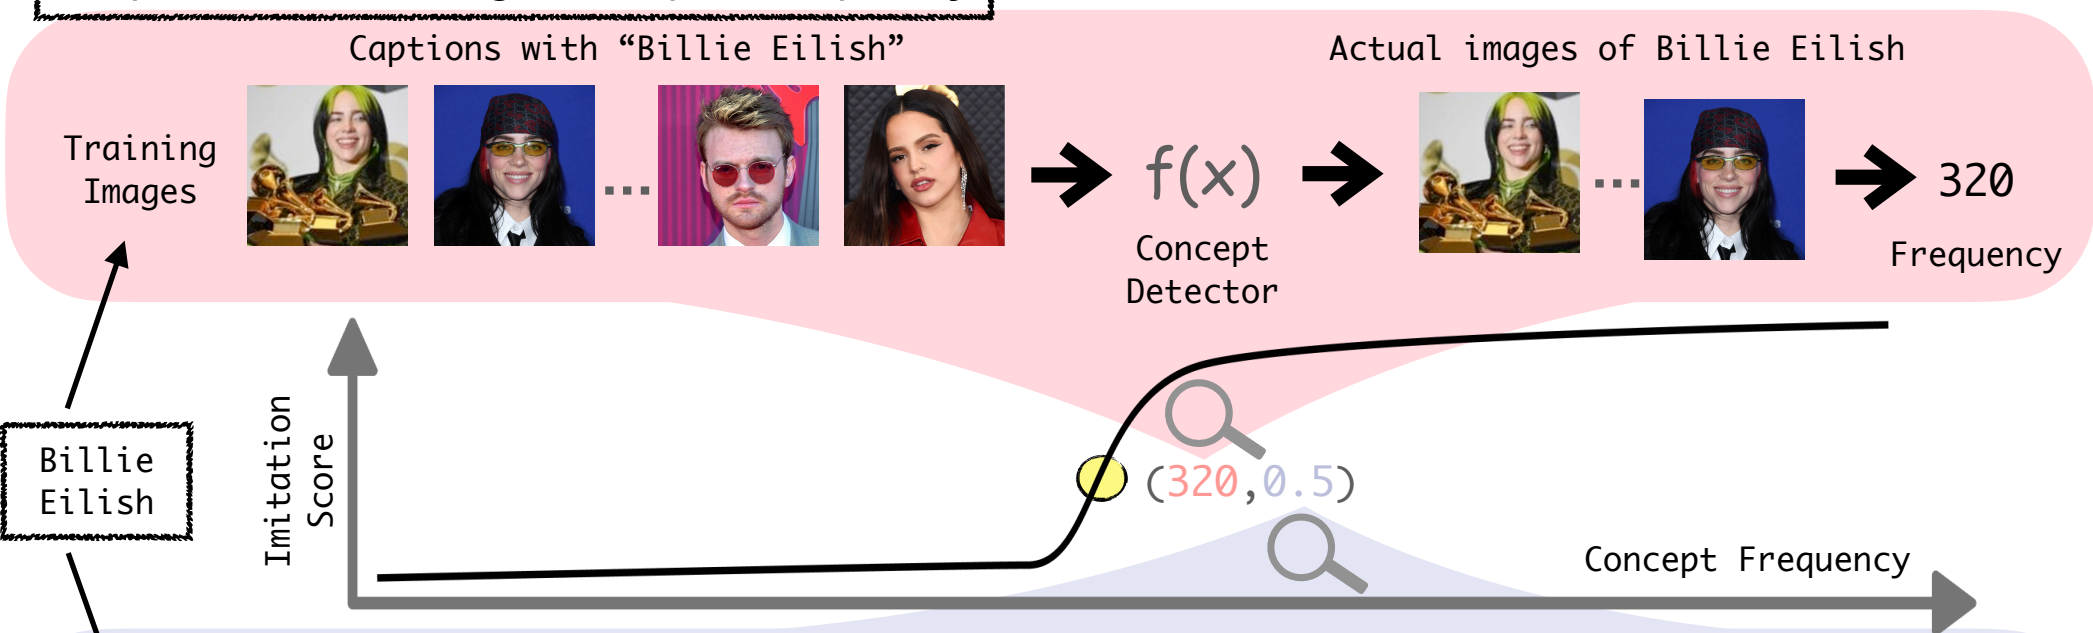 Captions with “Billie Eilish”
Actual images of Billie Eilish
Training
Images
...
f(x)
...
320
Concept
Detector
Frequency
Imitation
Score
Billie
Eilish
(320,0.5)
Concept Frequency